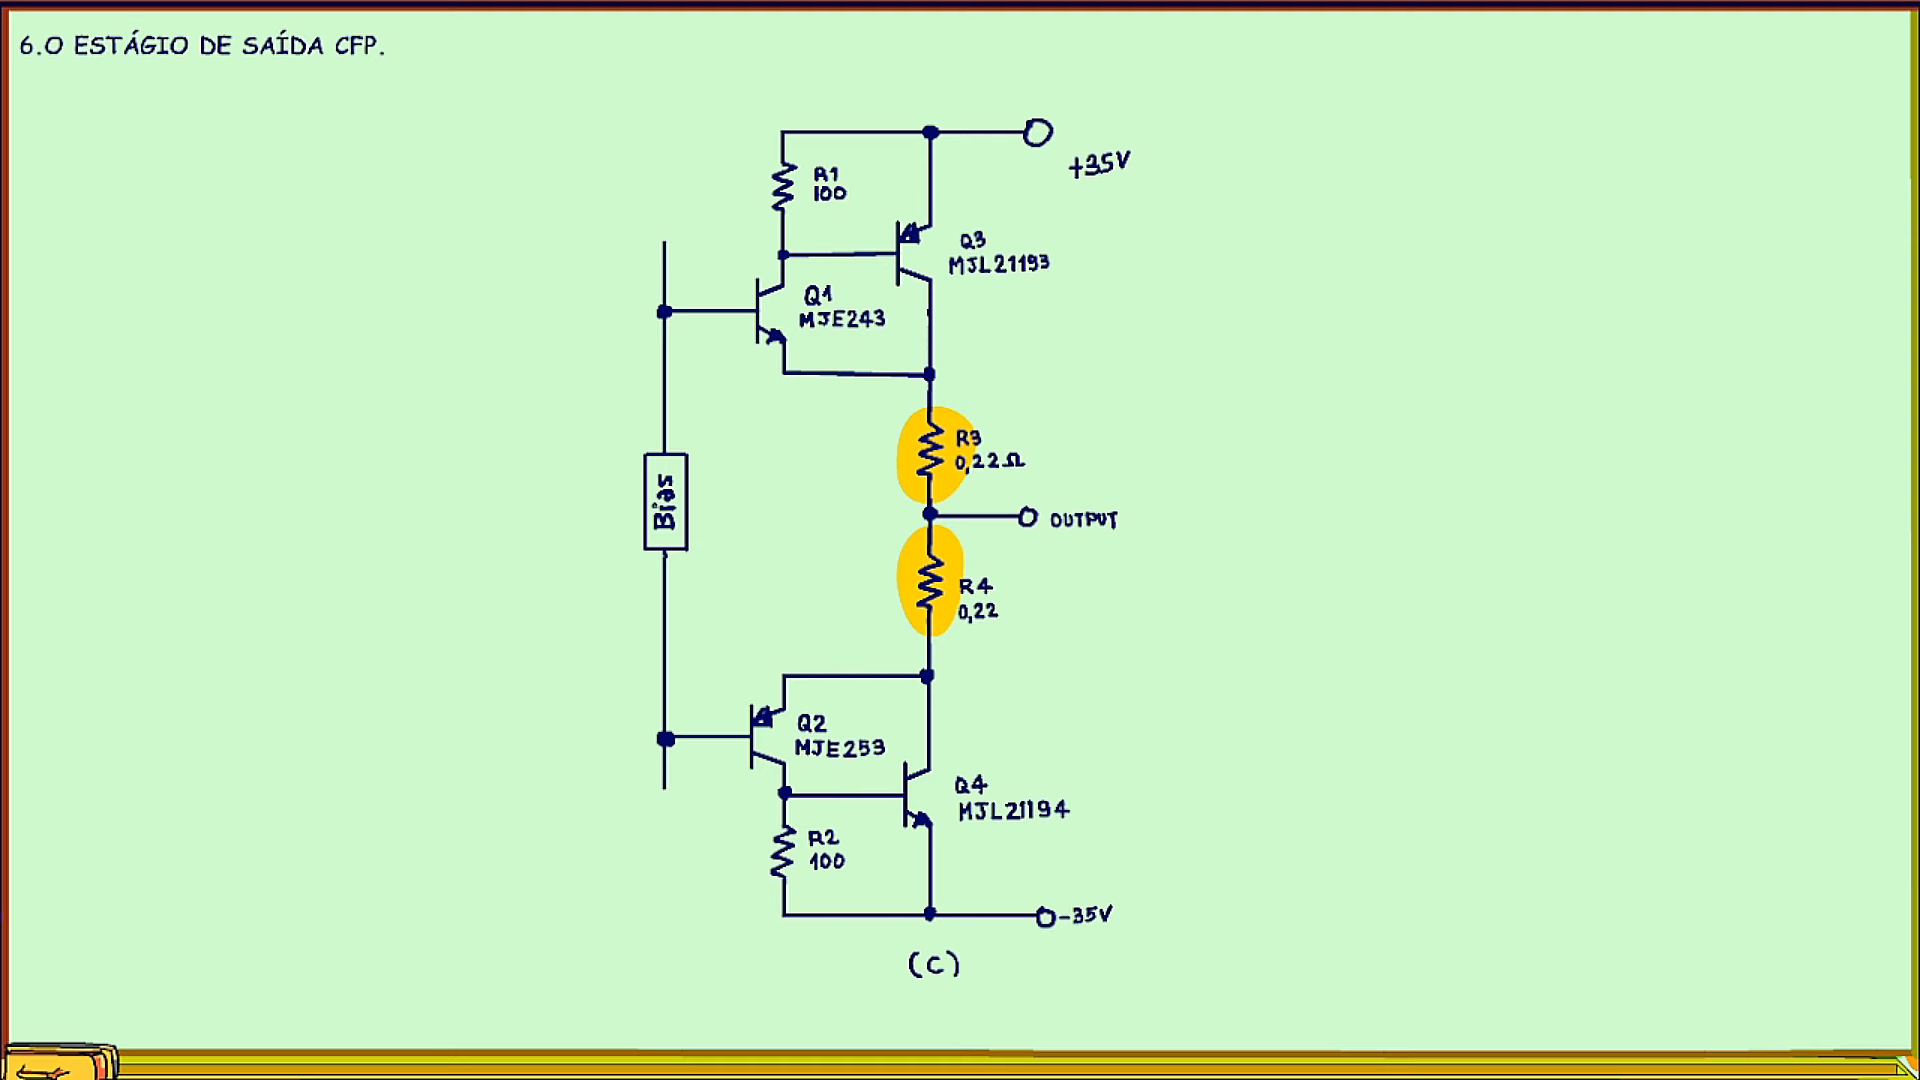 6.O ESTÁGIO DE SAÍDA CFP.
+35V
R1
100
Q3
MJL21193
Q1
MJE243
R3
0,22Ω
Bias
OUTPUT
R4
0,22
Q2
MJE253
Q4
MJL21194
R2
100
-35V
(C)